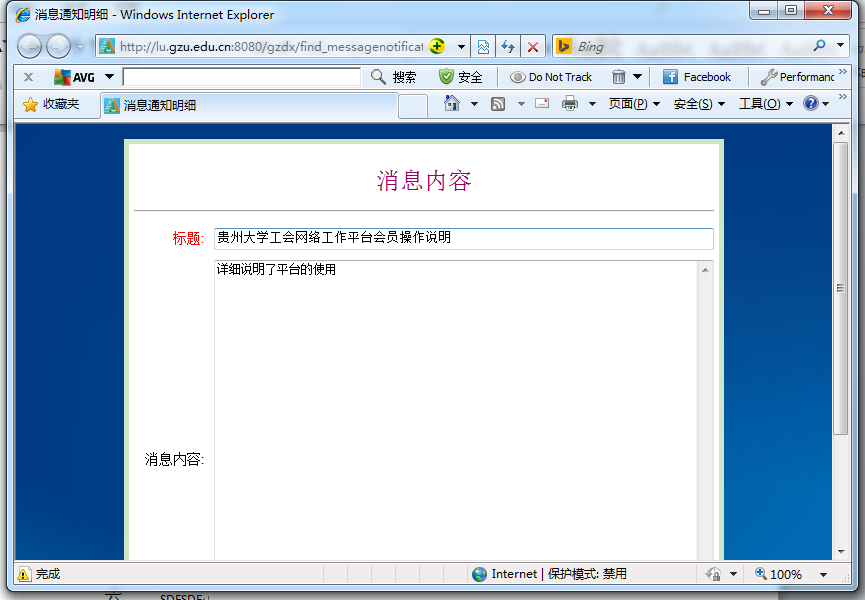 消息通知明细 - Windows Internet Explorer
http://lu.gzu.edu.cn:8080/gzdx/find_messagenotificat
Bing
x AVG 搜索 安全 Do Not Track Facebook Performanc »
收藏夹 消息通知明细 页面(P) 安全(S) 工具(O) »
消息内容
标题: 贵州大学工会网络工作平台会员操作说明
详细说明了平台的使用
消息内容:
完成 Internet | 保护模式: 禁用 100%